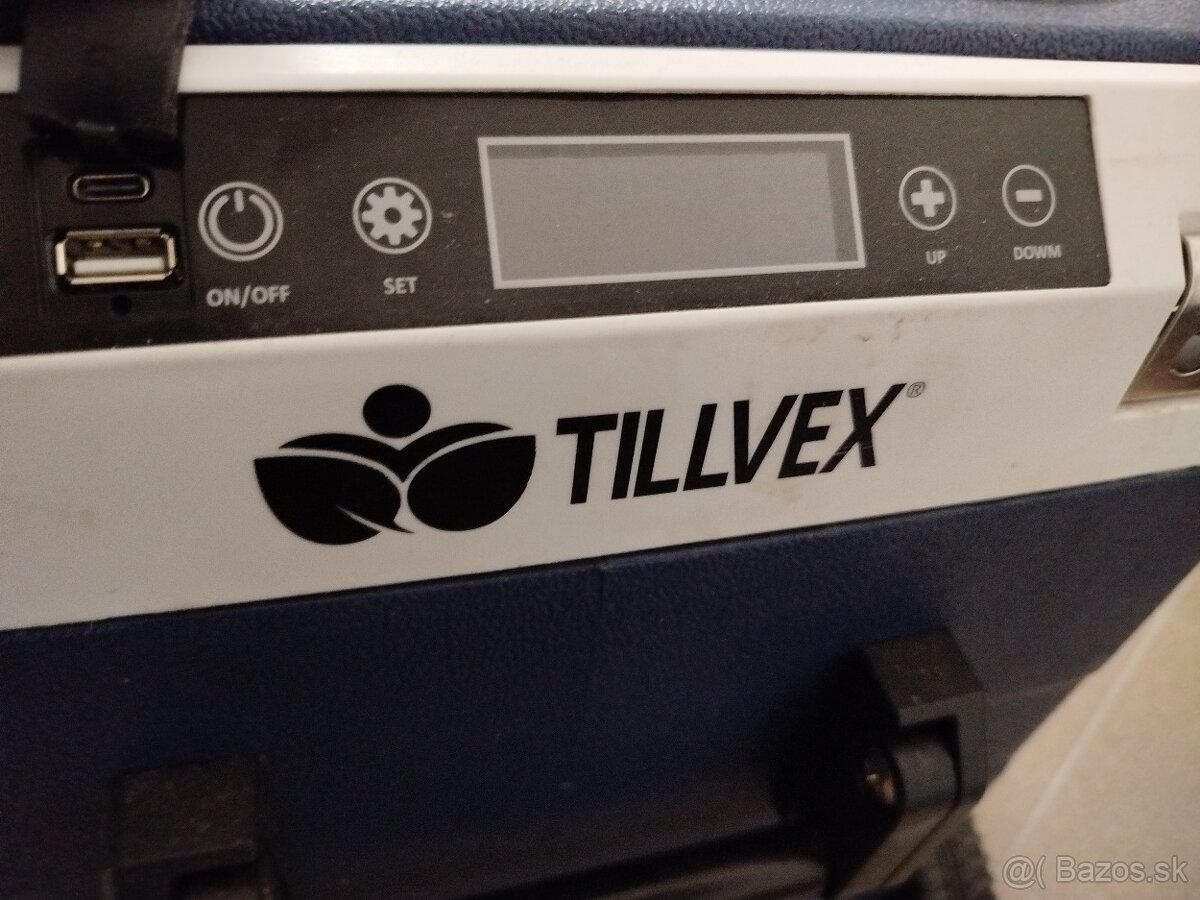 ON/OFF
SET
UP
DOWM
TILLVEX®
@( Bazos.sk